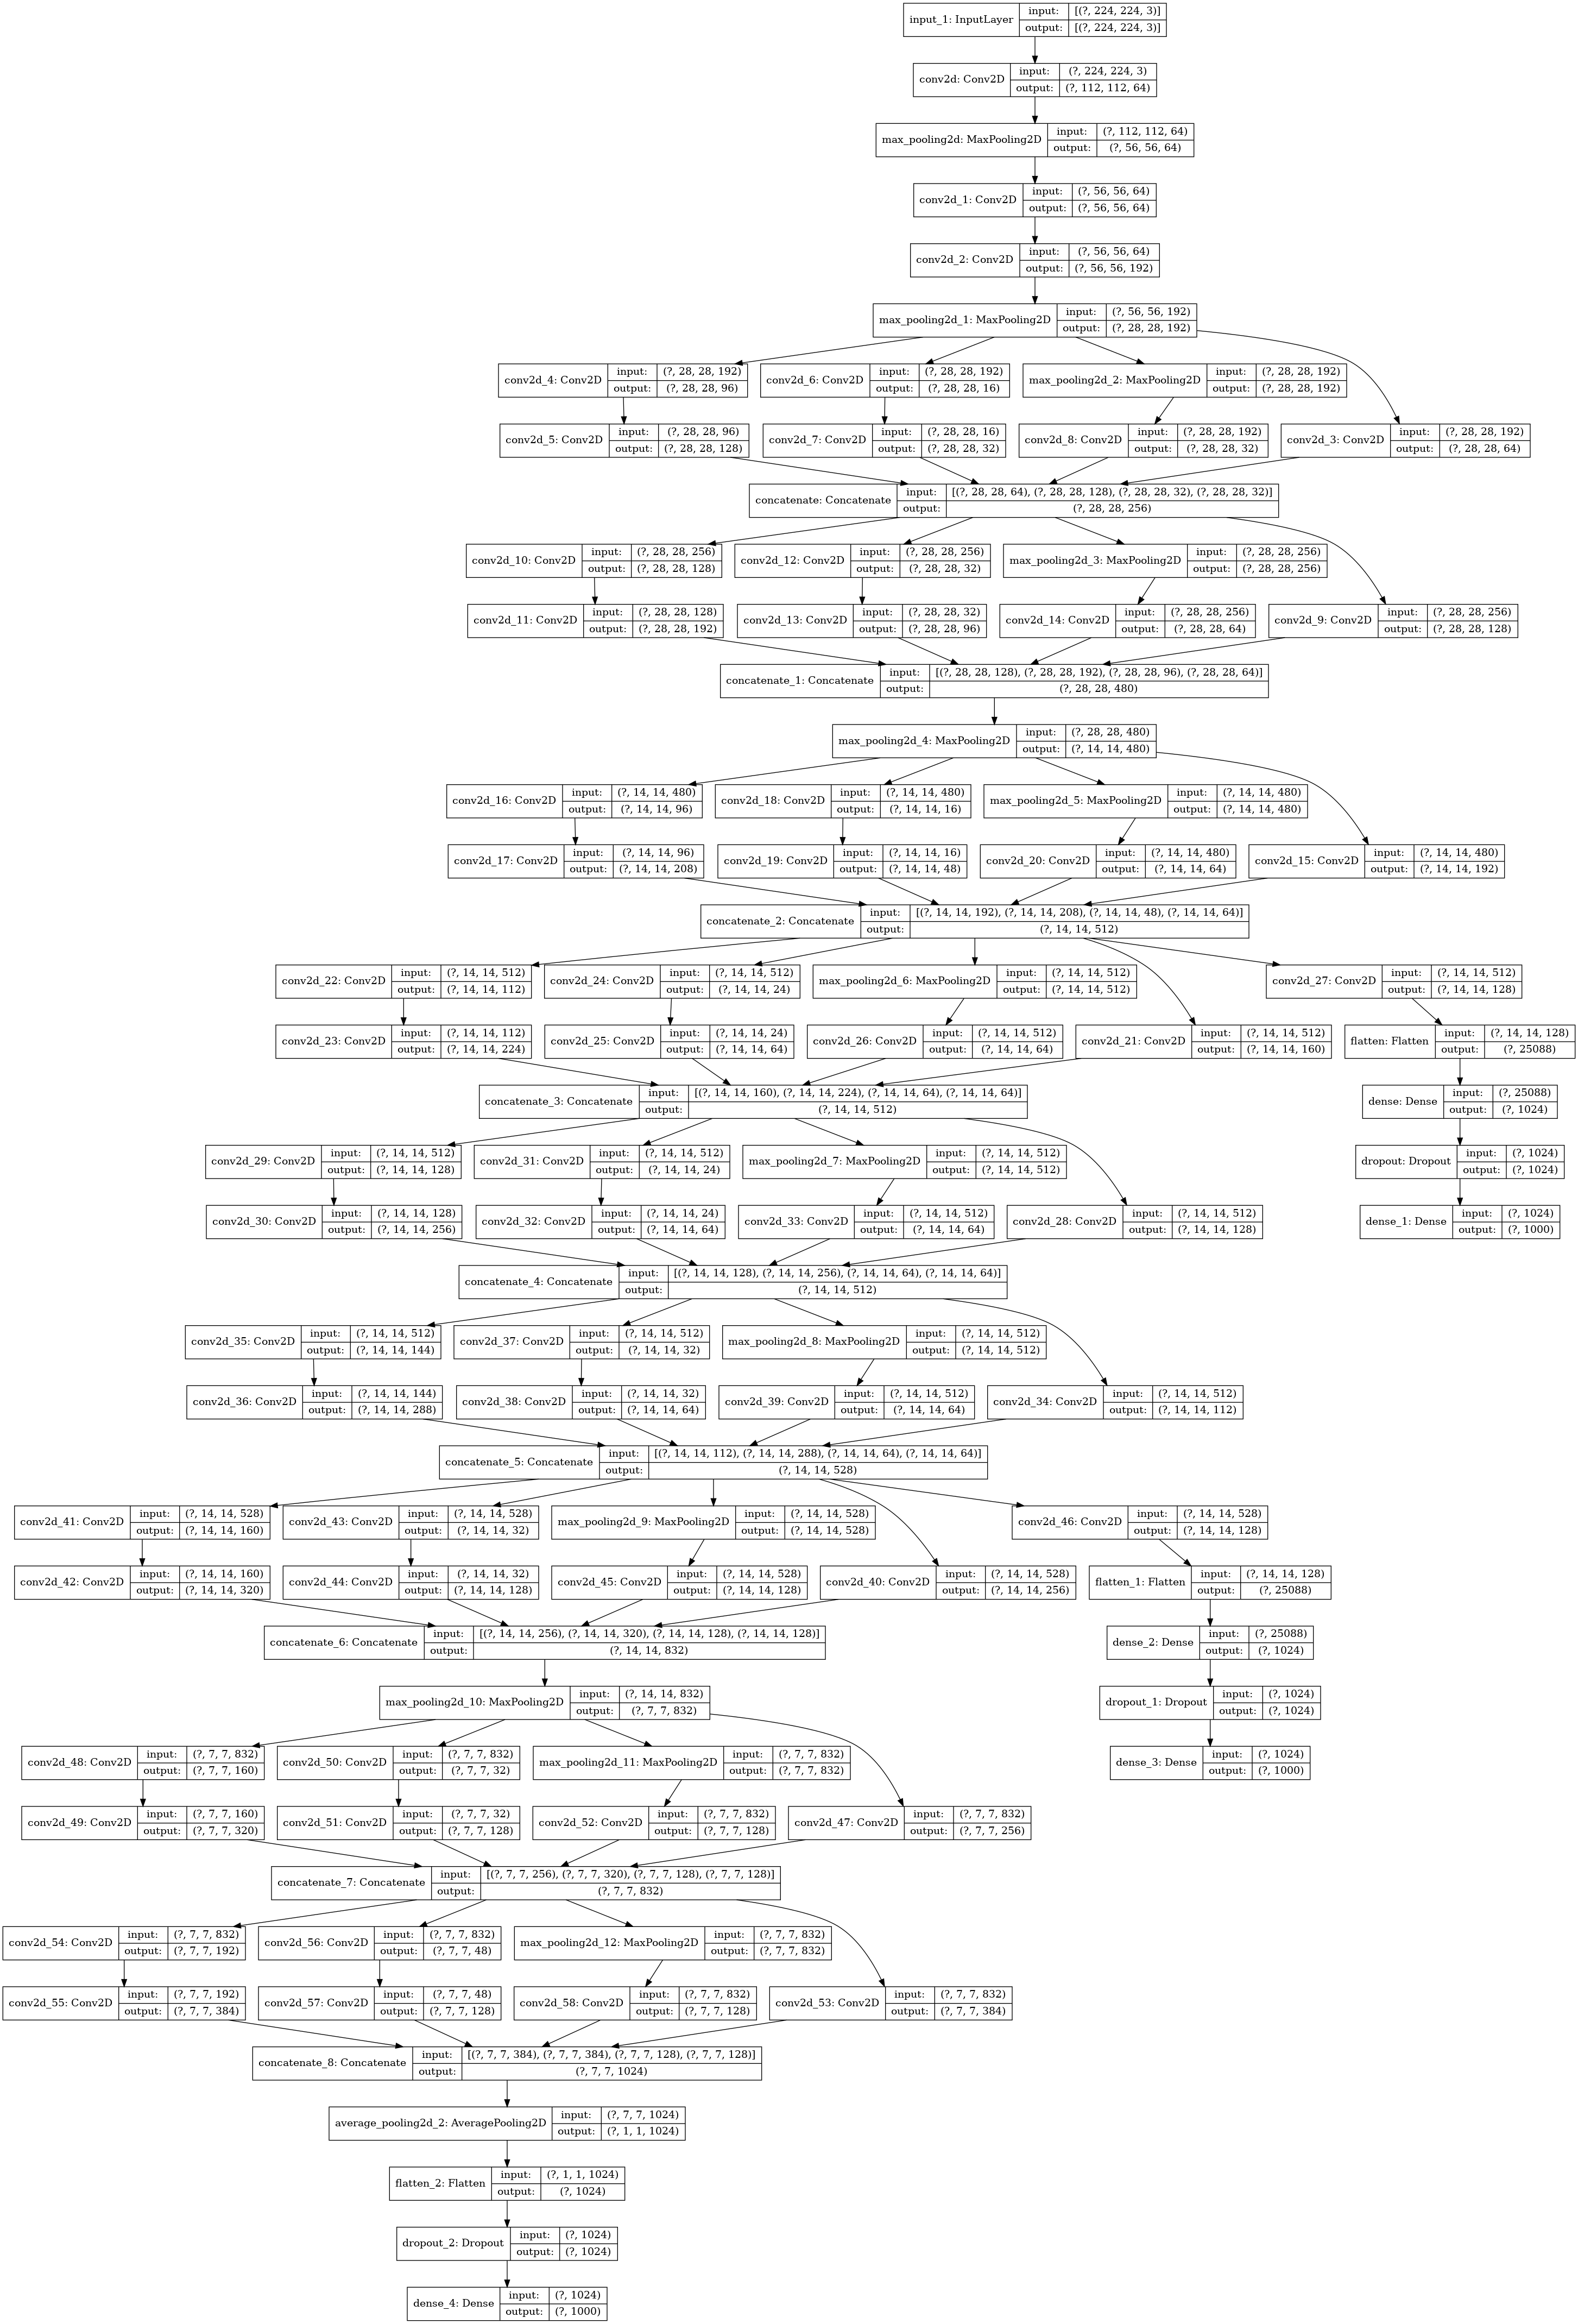 input_1: InputLayer
input: [(?, 224, 224, 3)]
output: [(?, 224, 224, 3)]
conv2d: Conv2D
input: (?, 224, 224, 3)
output: (?, 112, 112, 64)
max_pooling2d: MaxPooling2D
input: (?, 112, 112, 64)
output: (?, 56, 56, 64)
conv2d_1: Conv2D
input: (?, 56, 56, 64)
output: (?, 56, 56, 64)
conv2d_2: Conv2D
input: (?, 56, 56, 64)
output: (?, 56, 56, 192)
max_pooling2d_1: MaxPooling2D
input: (?, 56, 56, 192)
output: (?, 28, 28, 192)
conv2d_4: Conv2D
input: (?, 28, 28, 192)
output: (?, 28, 28, 96)
conv2d_6: Conv2D
input: (?, 28, 28, 192)
output: (?, 28, 28, 16)
max_pooling2d_2: MaxPooling2D
input: (?, 28, 28, 192)
output: (?, 28, 28, 192)
conv2d_5: Conv2D
input: (?, 28, 28, 96)
output: (?, 28, 28, 128)
conv2d_7: Conv2D
input: (?, 28, 28, 16)
output: (?, 28, 28, 32)
conv2d_8: Conv2D
input: (?, 28, 28, 192)
output: (?, 28, 28, 32)
conv2d_3: Conv2D
input: (?, 28, 28, 192)
output: (?, 28, 28, 64)
concatenate: Concatenate
input: [(?, 28, 28, 64), (?, 28, 28, 128), (?, 28, 28, 32), (?, 28, 28, 32)]
output: (?, 28, 28, 256)
conv2d_10: Conv2D
input: (?, 28, 28, 256)
output: (?, 28, 28, 128)
conv2d_12: Conv2D
input: (?, 28, 28, 256)
output: (?, 28, 28, 32)
max_pooling2d_3: MaxPooling2D
input: (?, 28, 28, 256)
output: (?, 28, 28, 256)
conv2d_11: Conv2D
input: (?, 28, 28, 128)
output: (?, 28, 28, 192)
conv2d_13: Conv2D
input: (?, 28, 28, 32)
output: (?, 28, 28, 96)
conv2d_14: Conv2D
input: (?, 28, 28, 256)
output: (?, 28, 28, 64)
conv2d_9: Conv2D
input: (?, 28, 28, 256)
output: (?, 28, 28, 128)
concatenate_1: Concatenate
input: [(?, 28, 28, 128), (?, 28, 28, 192), (?, 28, 28, 96), (?, 28, 28, 64)]
output: (?, 28, 28, 480)
max_pooling2d_4: MaxPooling2D
input: (?, 28, 28, 480)
output: (?, 14, 14, 480)
conv2d_16: Conv2D
input: (?, 14, 14, 480)
output: (?, 14, 14, 96)
conv2d_18: Conv2D
input: (?, 14, 14, 480)
output: (?, 14, 14, 16)
max_pooling2d_5: MaxPooling2D
input: (?, 14, 14, 480)
output: (?, 14, 14, 480)
conv2d_17: Conv2D
input: (?, 14, 14, 96)
output: (?, 14, 14, 208)
conv2d_19: Conv2D
input: (?, 14, 14, 16)
output: (?, 14, 14, 48)
conv2d_20: Conv2D
input: (?, 14, 14, 480)
output: (?, 14, 14, 64)
conv2d_15: Conv2D
input: (?, 14, 14, 480)
output: (?, 14, 14, 192)
concatenate_2: Concatenate
input: [(?, 14, 14, 192), (?, 14, 14, 208), (?, 14, 14, 48), (?, 14, 14, 64)]
output: (?, 14, 14, 512)
conv2d_22: Conv2D
input: (?, 14, 14, 512)
output: (?, 14, 14, 112)
conv2d_24: Conv2D
input: (?, 14, 14, 512)
output: (?, 14, 14, 24)
max_pooling2d_6: MaxPooling2D
input: (?, 14, 14, 512)
output: (?, 14, 14, 512)
conv2d_27: Conv2D
input: (?, 14, 14, 512)
output: (?, 14, 14, 128)
conv2d_23: Conv2D
input: (?, 14, 14, 112)
output: (?, 14, 14, 224)
conv2d_25: Conv2D
input: (?, 14, 14, 24)
output: (?, 14, 14, 64)
conv2d_26: Conv2D
input: (?, 14, 14, 512)
output: (?, 14, 14, 64)
conv2d_21: Conv2D
input: (?, 14, 14, 512)
output: (?, 14, 14, 160)
flatten: Flatten
input: (?, 14, 14, 128)
output: (?, 25088)
concatenate_3: Concatenate
input: [(?, 14, 14, 160), (?, 14, 14, 224), (?, 14, 14, 64), (?, 14, 14, 64)]
output: (?, 14, 14, 512)
dense: Dense
input: (?, 25088)
output: (?, 1024)
conv2d_29: Conv2D
input: (?, 14, 14, 512)
output: (?, 14, 14, 128)
conv2d_31: Conv2D
input: (?, 14, 14, 512)
output: (?, 14, 14, 24)
max_pooling2d_7: MaxPooling2D
input: (?, 14, 14, 512)
output: (?, 14, 14, 512)
dropout: Dropout
input: (?, 1024)
output: (?, 1024)
conv2d_30: Conv2D
input: (?, 14, 14, 128)
output: (?, 14, 14, 256)
conv2d_32: Conv2D
input: (?, 14, 14, 24)
output: (?, 14, 14, 64)
conv2d_33: Conv2D
input: (?, 14, 14, 512)
output: (?, 14, 14, 64)
conv2d_28: Conv2D
input: (?, 14, 14, 512)
output: (?, 14, 14, 128)
dense_1: Dense
input: (?, 1024)
output: (?, 1000)
concatenate_4: Concatenate
input: [(?, 14, 14, 128), (?, 14, 14, 256), (?, 14, 14, 64), (?, 14, 14, 64)]
output: (?, 14, 14, 512)
conv2d_35: Conv2D
input: (?, 14, 14, 512)
output: (?, 14, 14, 144)
conv2d_37: Conv2D
input: (?, 14, 14, 512)
output: (?, 14, 14, 32)
max_pooling2d_8: MaxPooling2D
input: (?, 14, 14, 512)
output: (?, 14, 14, 512)
conv2d_36: Conv2D
input: (?, 14, 14, 144)
output: (?, 14, 14, 288)
conv2d_38: Conv2D
input: (?, 14, 14, 32)
output: (?, 14, 14, 64)
conv2d_39: Conv2D
input: (?, 14, 14, 512)
output: (?, 14, 14, 64)
conv2d_34: Conv2D
input: (?, 14, 14, 512)
output: (?, 14, 14, 112)
concatenate_5: Concatenate
input: [(?, 14, 14, 112), (?, 14, 14, 288), (?, 14, 14, 64), (?, 14, 14, 64)]
output: (?, 14, 14, 528)
conv2d_41: Conv2D
input: (?, 14, 14, 528)
output: (?, 14, 14, 160)
conv2d_43: Conv2D
input: (?, 14, 14, 528)
output: (?, 14, 14, 32)
max_pooling2d_9: MaxPooling2D
input: (?, 14, 14, 528)
output: (?, 14, 14, 528)
conv2d_46: Conv2D
input: (?, 14, 14, 528)
output: (?, 14, 14, 128)
conv2d_42: Conv2D
input: (?, 14, 14, 160)
output: (?, 14, 14, 320)
conv2d_44: Conv2D
input: (?, 14, 14, 32)
output: (?, 14, 14, 128)
conv2d_45: Conv2D
input: (?, 14, 14, 528)
output: (?, 14, 14, 128)
conv2d_40: Conv2D
input: (?, 14, 14, 528)
output: (?, 14, 14, 256)
flatten_1: Flatten
input: (?, 14, 14, 128)
output: (?, 25088)
concatenate_6: Concatenate
input: [(?, 14, 14, 256), (?, 14, 14, 320), (?, 14, 14, 128), (?, 14, 14, 128)]
output: (?, 14, 14, 832)
dense_2: Dense
input: (?, 25088)
output: (?, 1024)
max_pooling2d_10: MaxPooling2D
input: (?, 14, 14, 832)
output: (?, 7, 7, 832)
dropout_1: Dropout
input: (?, 1024)
output: (?, 1024)
conv2d_48: Conv2D
input: (?, 7, 7, 832)
output: (?, 7, 7, 160)
conv2d_50: Conv2D
input: (?, 7, 7, 832)
output: (?, 7, 7, 32)
max_pooling2d_11: MaxPooling2D
input: (?, 7, 7, 832)
output: (?, 7, 7, 832)
dense_3: Dense
input: (?, 1024)
output: (?, 1000)
conv2d_49: Conv2D
input: (?, 7, 7, 160)
output: (?, 7, 7, 320)
conv2d_51: Conv2D
input: (?, 7, 7, 32)
output: (?, 7, 7, 128)
conv2d_52: Conv2D
input: (?, 7, 7, 832)
output: (?, 7, 7, 128)
conv2d_47: Conv2D
input: (?, 7, 7, 832)
output: (?, 7, 7, 256)
concatenate_7: Concatenate
input: [(?, 7, 7, 256), (?, 7, 7, 320), (?, 7, 7, 128), (?, 7, 7, 128)]
output: (?, 7, 7, 832)
conv2d_54: Conv2D
input: (?, 7, 7, 832)
output: (?, 7, 7, 192)
conv2d_56: Conv2D
input: (?, 7, 7, 832)
output: (?, 7, 7, 48)
max_pooling2d_12: MaxPooling2D
input: (?, 7, 7, 832)
output: (?, 7, 7, 832)
conv2d_55: Conv2D
input: (?, 7, 7, 192)
output: (?, 7, 7, 384)
conv2d_57: Conv2D
input: (?, 7, 7, 48)
output: (?, 7, 7, 128)
conv2d_58: Conv2D
input: (?, 7, 7, 832)
output: (?, 7, 7, 128)
conv2d_53: Conv2D
input: (?, 7, 7, 832)
output: (?, 7, 7, 384)
concatenate_8: Concatenate
input: [(?, 7, 7, 384), (?, 7, 7, 384), (?, 7, 7, 128), (?, 7, 7, 128)]
output: (?, 7, 7, 1024)
average_pooling2d_2: AveragePooling2D
input: (?, 7, 7, 1024)
output: (?, 1, 1, 1024)
flatten_2: Flatten
input: (?, 1, 1, 1024)
output: (?, 1024)
dropout_2: Dropout
input: (?, 1024)
output: (?, 1024)
dense_4: Dense
input: (?, 1024)
output: (?, 1000)